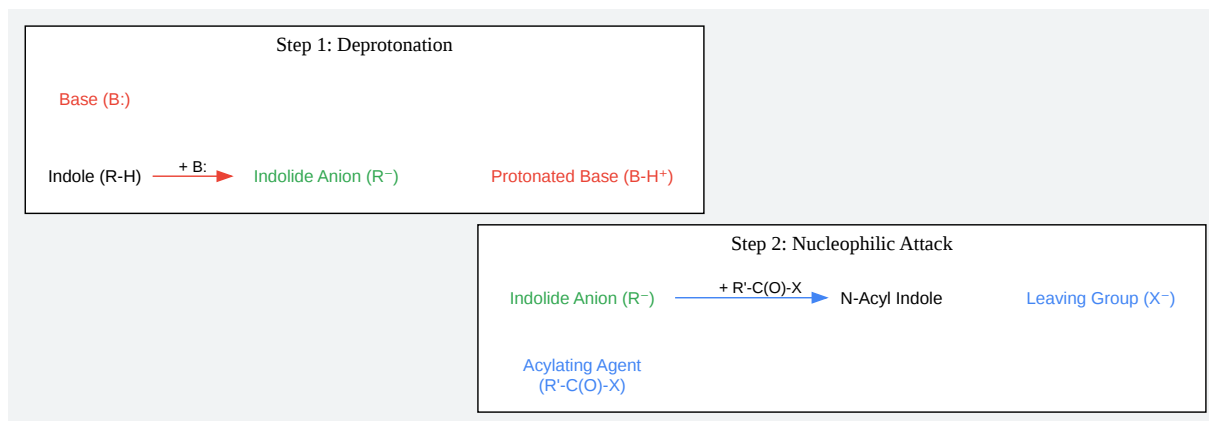 Step 1: Deprotonation
Base (B:)
Indole (R-H)
+ B:
Indolide Anion (R⁻)
Protonated Base (B-H⁺)
Step 2: Nucleophilic Attack
Indolide Anion (R⁻)
+ R'-C(O)-X
N-Acyl Indole
Leaving Group (X⁻)
Acylating Agent
(R'-C(O)-X)